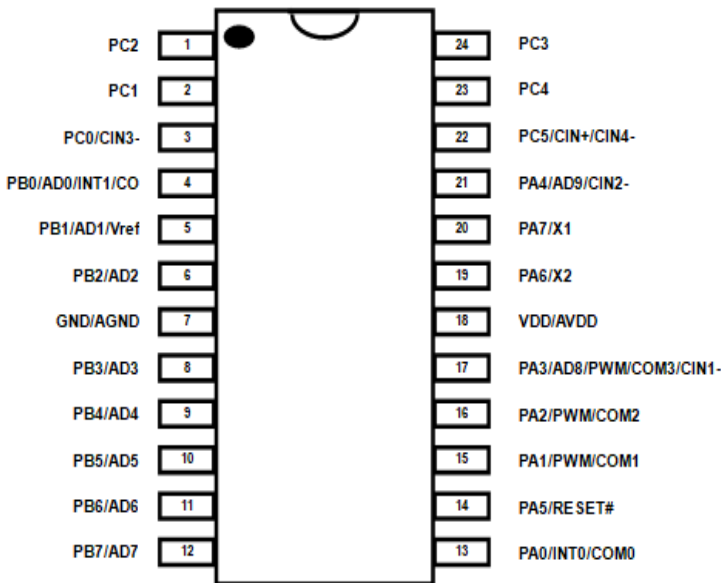 PC2 1 24 PC3
PC1 2 23 PC4
PC0/CIN3- 3 22 PC5/CIN+/CIN4-
PB0/AD0/INT1/CO 4 21 PA4/AD9/CIN2-
PB1/AD1/Vref 5 20 PA7/X1
PB2/AD2 6 19 PA6/X2
GND/AGND 7 18 VDD/AVDD
PB3/AD3 8 17 PA3/AD8/PWM/COM3/CIN1-
PB4/AD4 9 16 PA2/PWM/COM2
PB5/AD5 10 15 PA1/PWM/COM1
PB6/AD6 11 14 PA5/RESET#
PB7/AD7 12 13 PA0/INT0/COM0